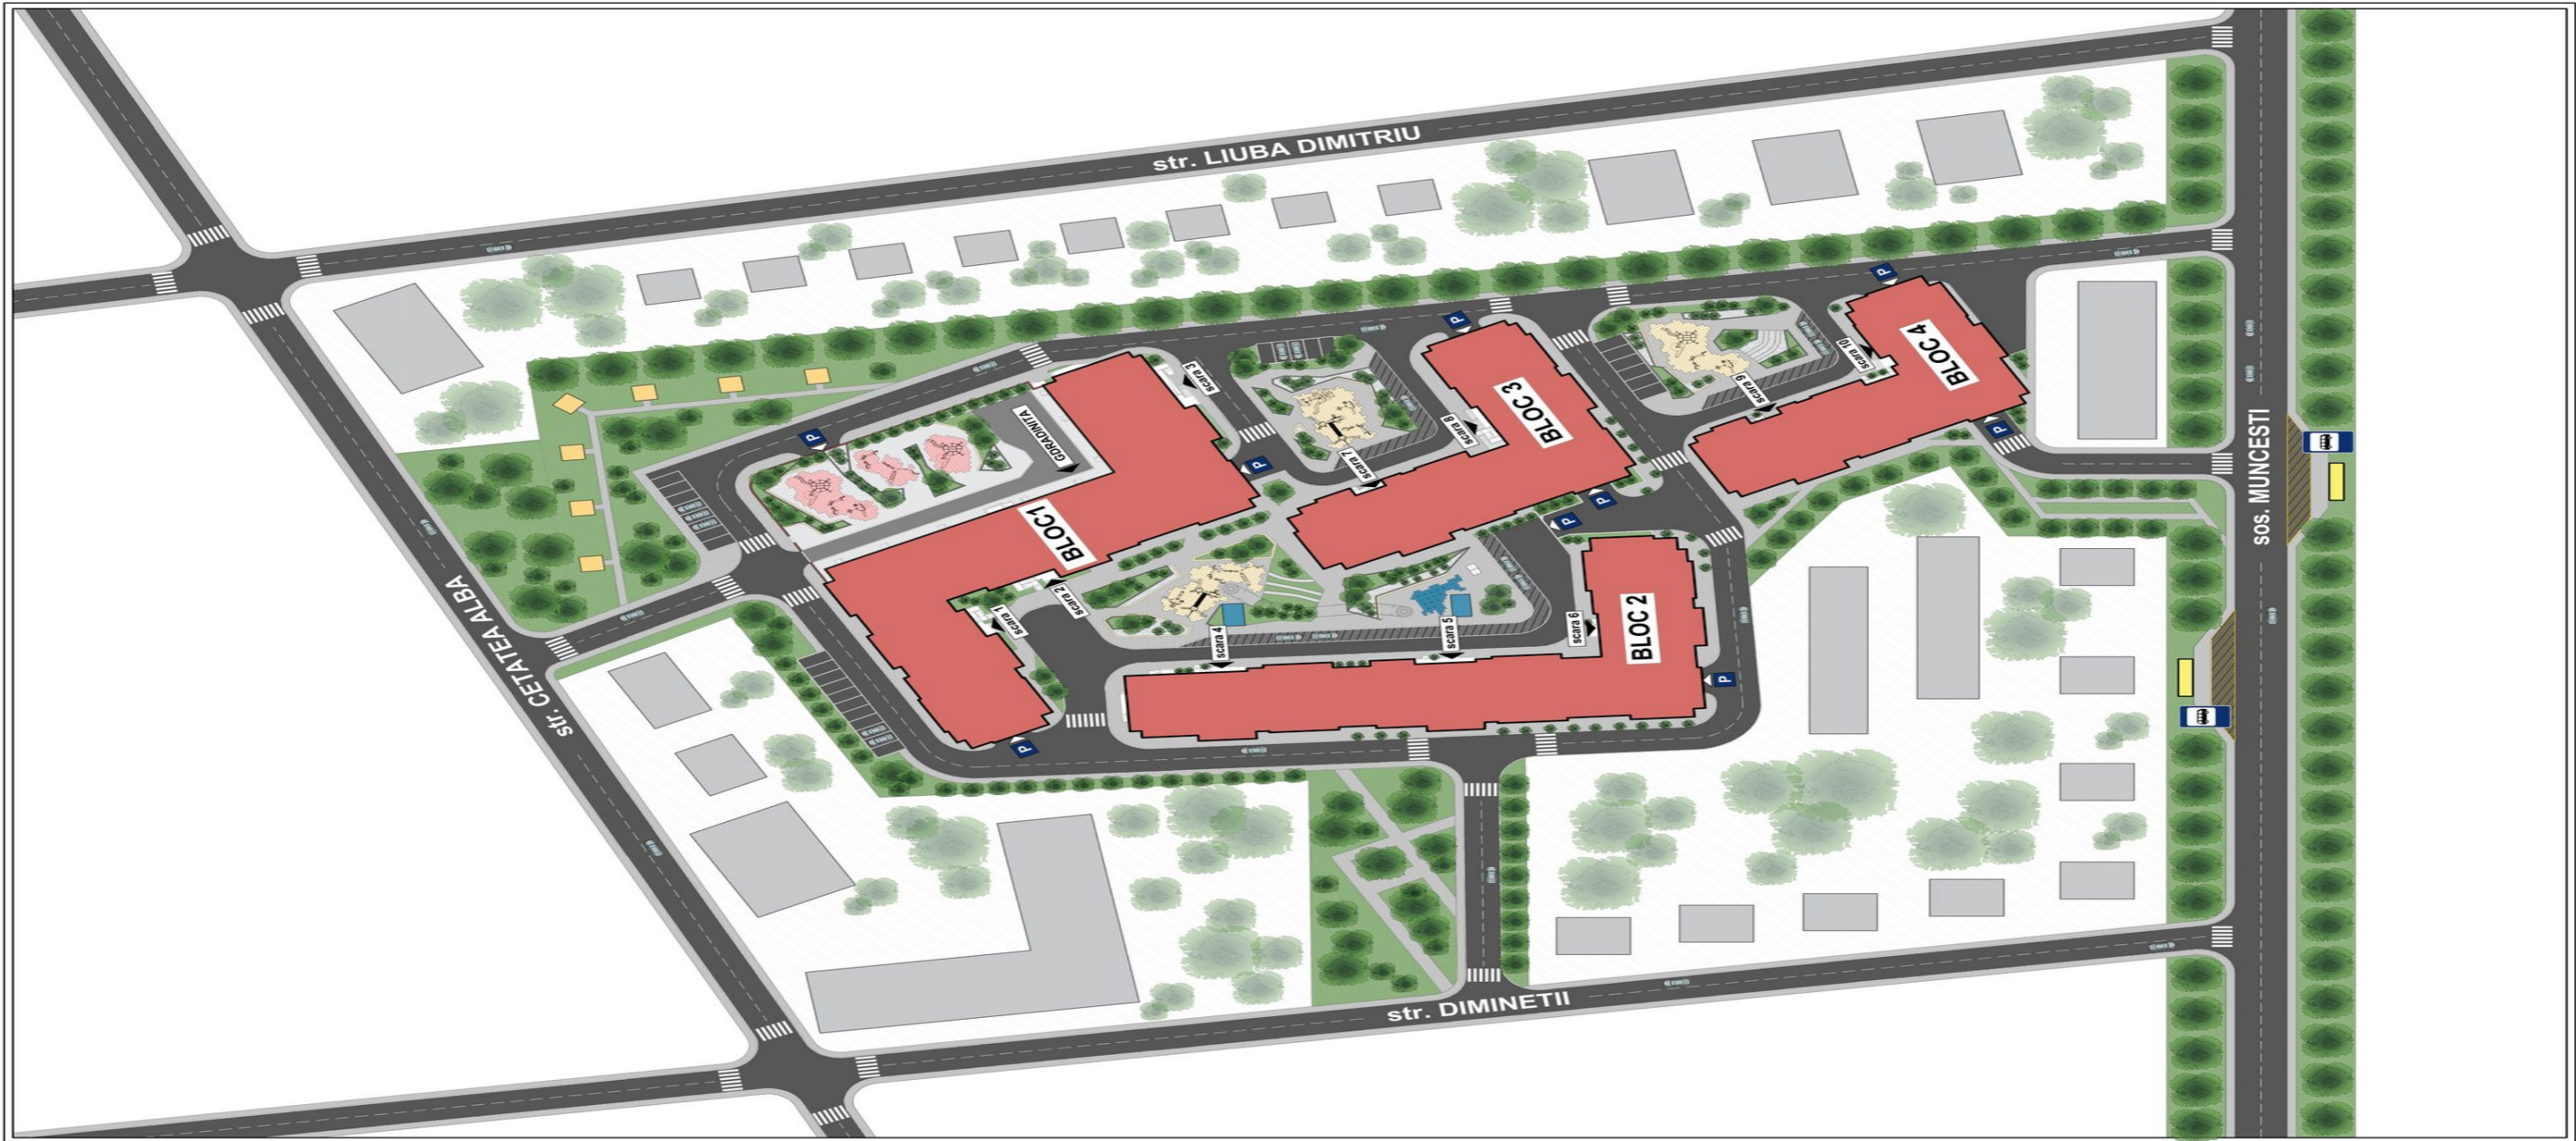 str. LIUBA DIMITRIU
BLOC 4
scara 10
scara 9
BLOC 3
scara 8
scara 7
scara 3
GDRADINITA
BLOC1
scara 2
scara 1
scara 4
scara 5
scara 6
BLOC 2
str. CETATEA ALBA
sos. MUNCESTI
str. DIMINETII
P
P
P
P
P
P
P
P
P